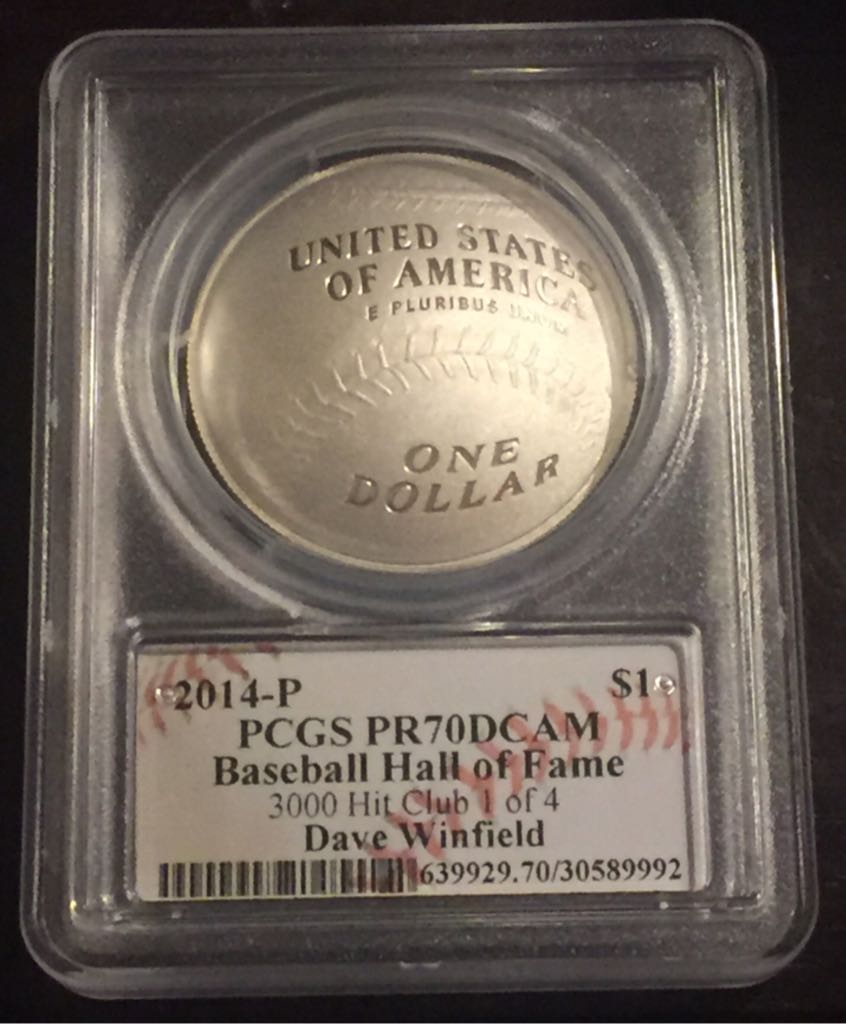 UNITED STATES
OF AMERICA
E PLURIBUS
ONE
DOLLAR
2014-P $1
PCGS PR70DCAM
Baseball Hall of Fame
3000 Hit Club 1 of 4
Dave Winfield
639929.70/30589992